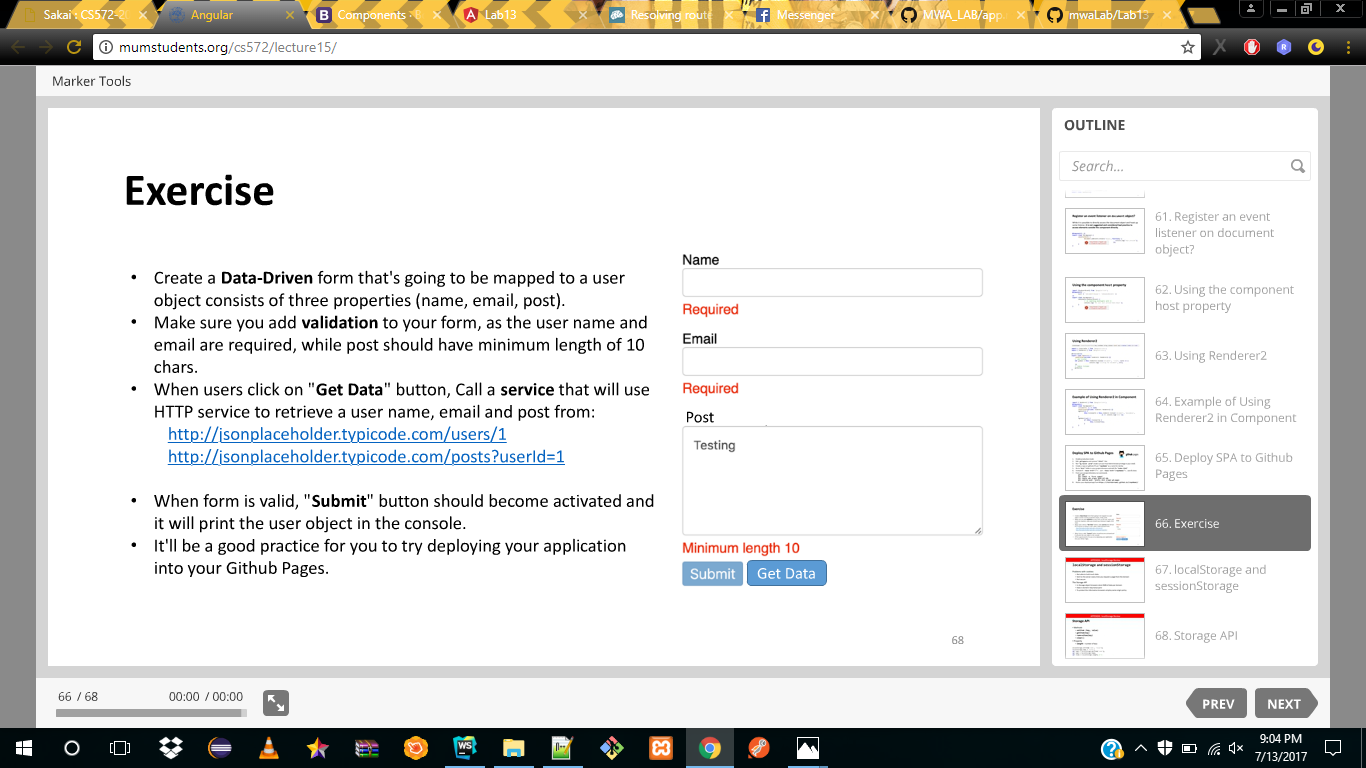 Sakai : CS572-20
Angular
Components · B
Lab13
Resolving route
Messenger
MWA_LAB/app
mwaLab/Lab13
mumstudents.org/cs572/lecture15/
Marker Tools
Exercise
• Create a Data-Driven form that's going to be mapped to a user
object consists of three properties (name, email, post).
• Make sure you add validation to your form, as the user name and
email are required, while post should have minimum length of 10
chars.
• When users click on "Get Data" button, Call a service that will use
HTTP service to retrieve a user name, email and post from:
http://jsonplaceholder.typicode.com/users/1
http://jsonplaceholder.typicode.com/posts?userId=1
• When form is valid, "Submit" button should become activated and
it will print the user object in the console.
• It'll be a good practice for you to try deploying your application
into your Github Pages.
Name
Required
Email
Required
Post
Testing
Minimum length 10
Submit
Get Data
68
OUTLINE
Search...
61. Register an event
listener on document
object?
62. Using the component
host property
63. Using Renderer2
64. Example of Using
Renderer2 in Component
65. Deploy SPA to Github
Pages
66. Exercise
67. localStorage and
sessionStorage
68. Storage API
66 / 68
00:00 / 00:00
PREV
NEXT
9:04 PM
7/13/2017